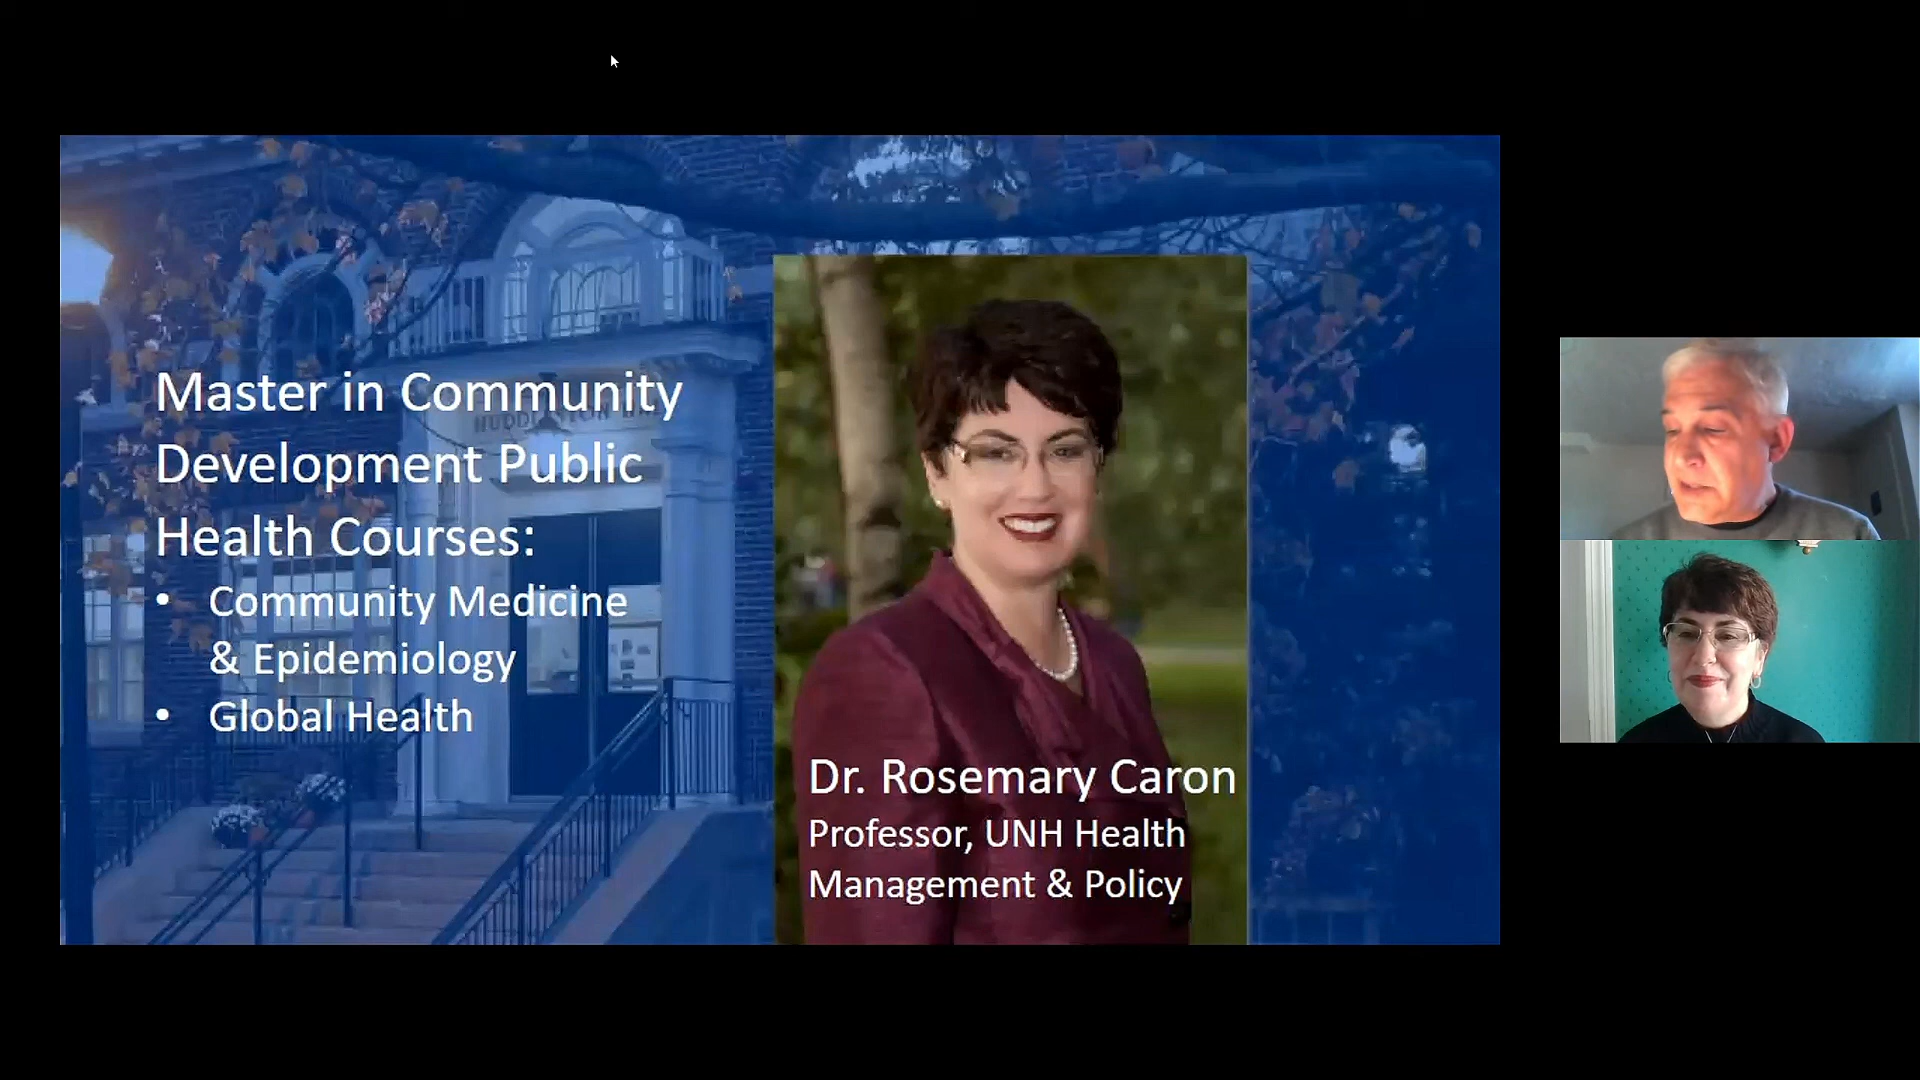 Master in Community
Development Public
Health Courses:
• Community Medicine
& Epidemiology
• Global Health
Dr. Rosemary Caron
Professor, UNH Health
Management & Policy